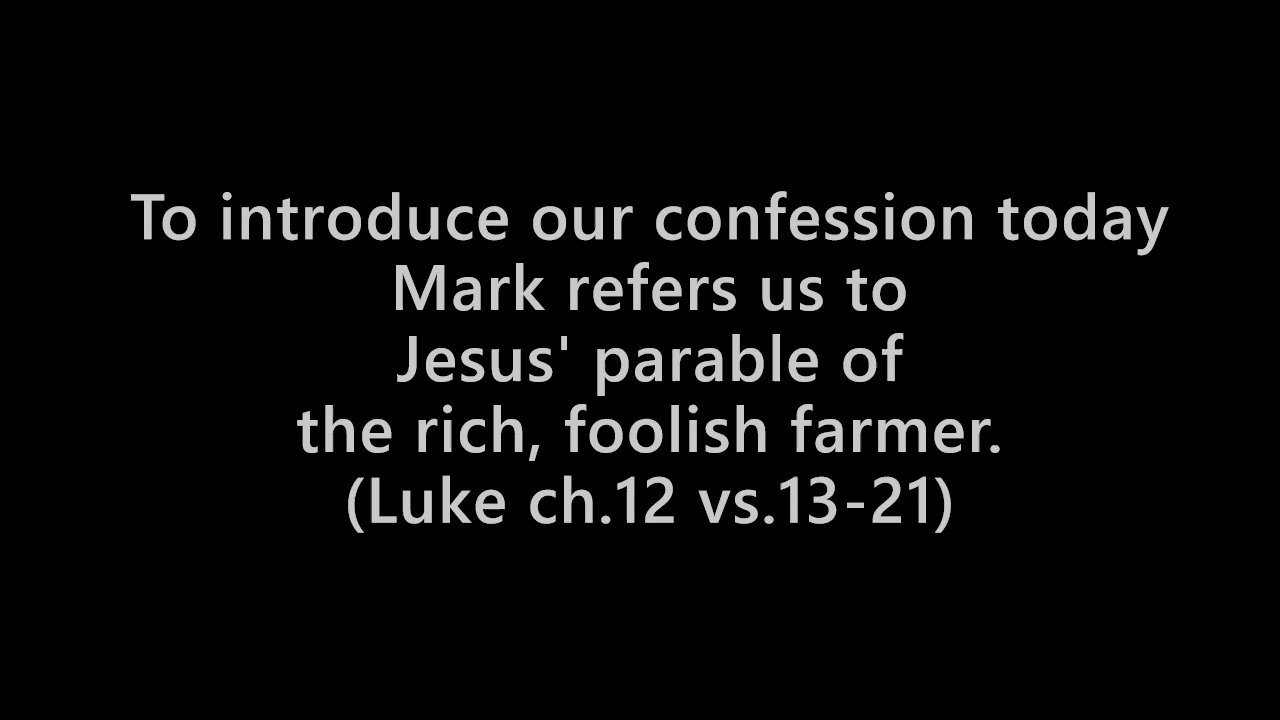 To introduce our confession today
Mark refers us to
Jesus' parable of
the rich, foolish farmer.
(Luke ch.12 vs.13-21)